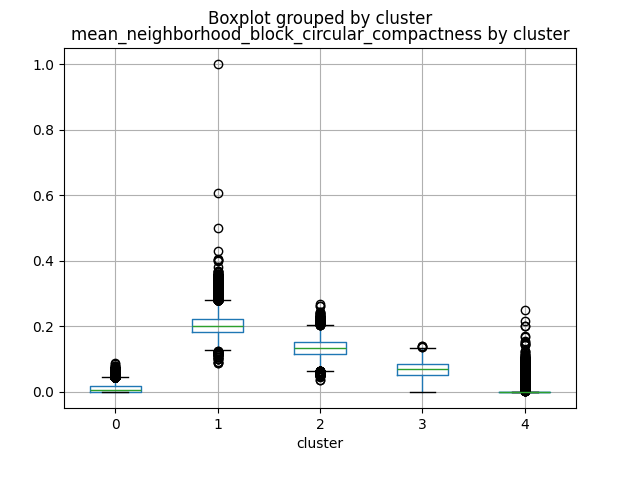 Boxplot grouped by cluster
mean_neighborhood_block_circular_compactness by cluster
1.0
0.8
0.6
0.4
0.2
0.0
0 1 2 3 4
cluster